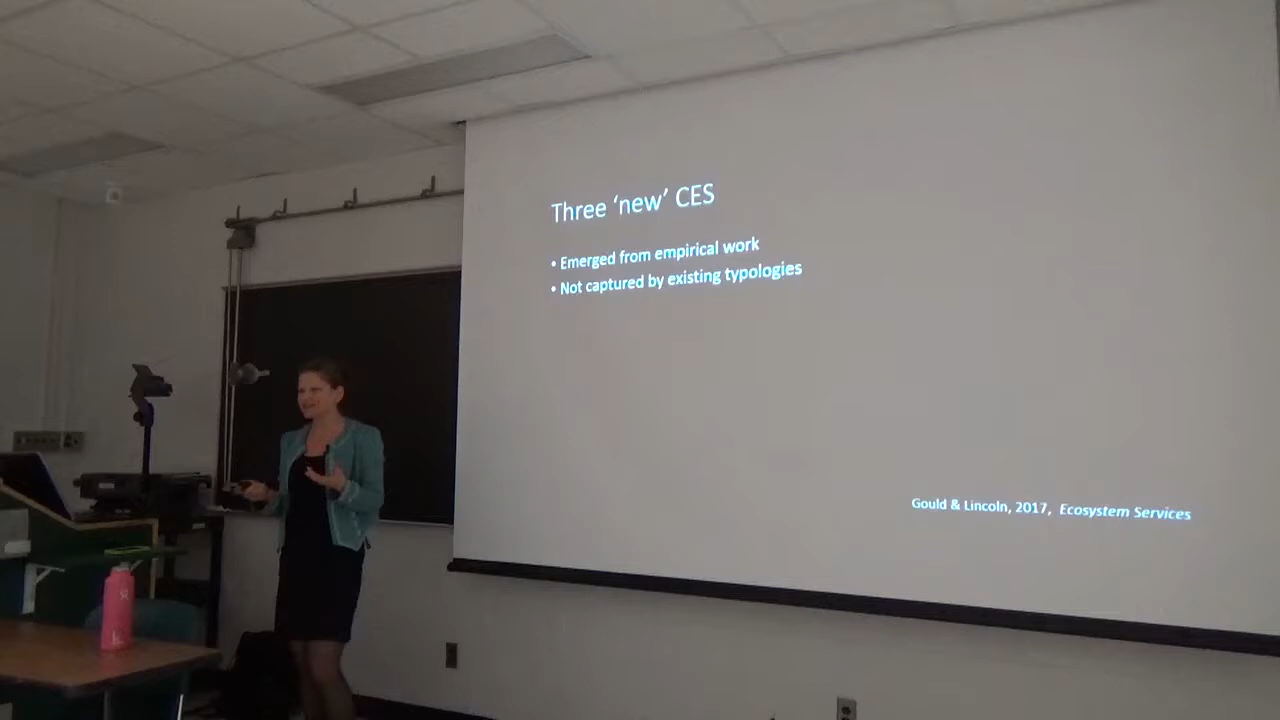 Three ‘new’ CES
• Emerged from empirical work
• Not captured by existing typologies
Gould & Lincoln, 2017, Ecosystem Services